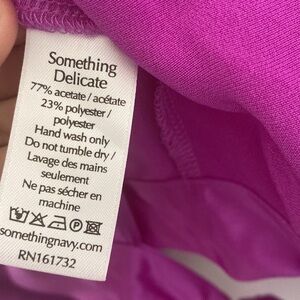 Something
Delicate
77% acetate / acétate
23% polyester /
polyester
Hand wash only
Do not tumble dry /
Lavage des mains
seulement
Ne pas sécher en
machine
somethingnavy.com
RN161732